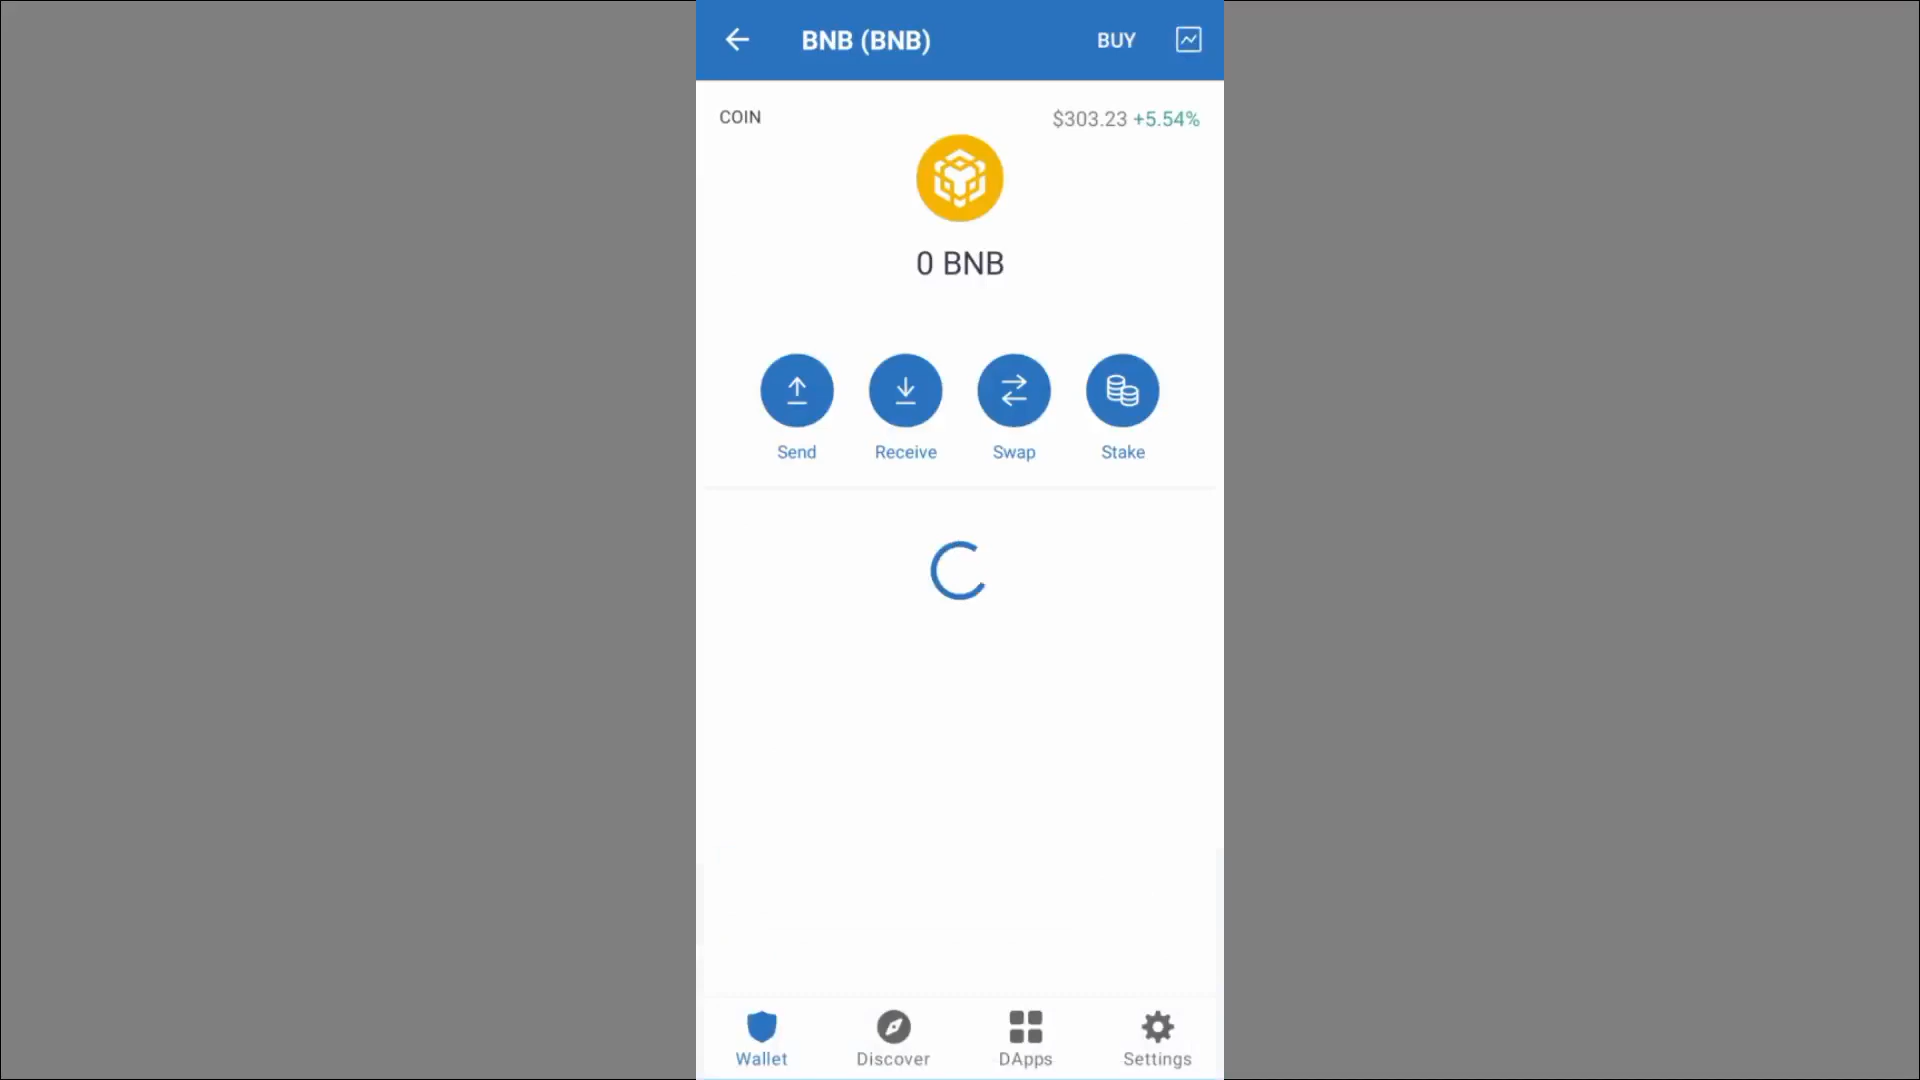 BNB (BNB) BUY
COIN $303.23 +5.54%
0 BNB
Send Receive Swap Stake
Wallet Discover DApps Settings